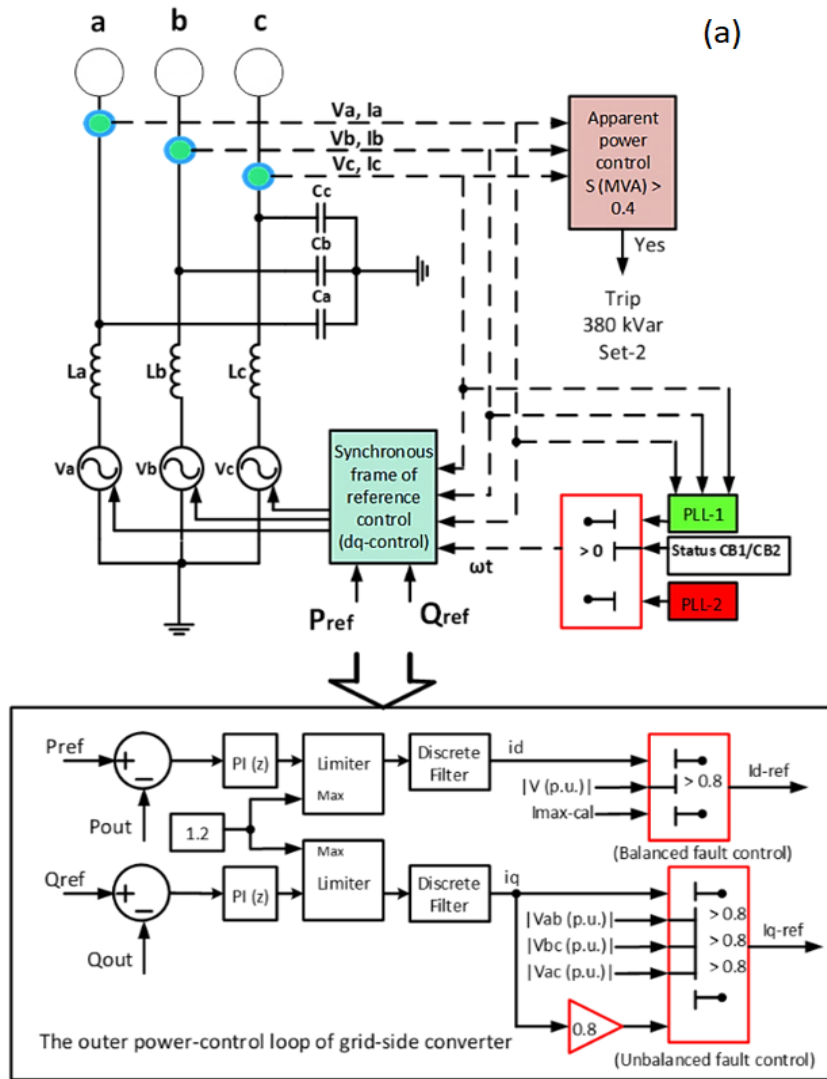 (a)
a b c
Va, Ia
Vb, Ib
Vc, Ic
Apparent
power
control
S (MVA) >
0.4
Yes
Trip
380 kVar
Set-2
Cc
Cb
Ca
La Lb Lc
Va Vb Vc
Synchronous
frame of
reference
control
(dq-control)
PLL-1
> 0
Status CB1/CB2
PLL-2
ωt
Pref
Qref
Pref
+
−
Pout
PI (z)
Limiter
Max
Discrete
Filter
id
|V (p.u.)|
Imax-cal
> 0.8
Id-ref
(Balanced fault control)
1.2
Qref
+
−
Qout
PI (z)
Max
Limiter
Discrete
Filter
iq
|Vab (p.u.)|
|Vbc (p.u.)|
|Vac (p.u.)|
> 0.8
> 0.8
> 0.8
Iq-ref
0.8
(Unbalanced fault control)
The outer power-control loop of grid-side converter